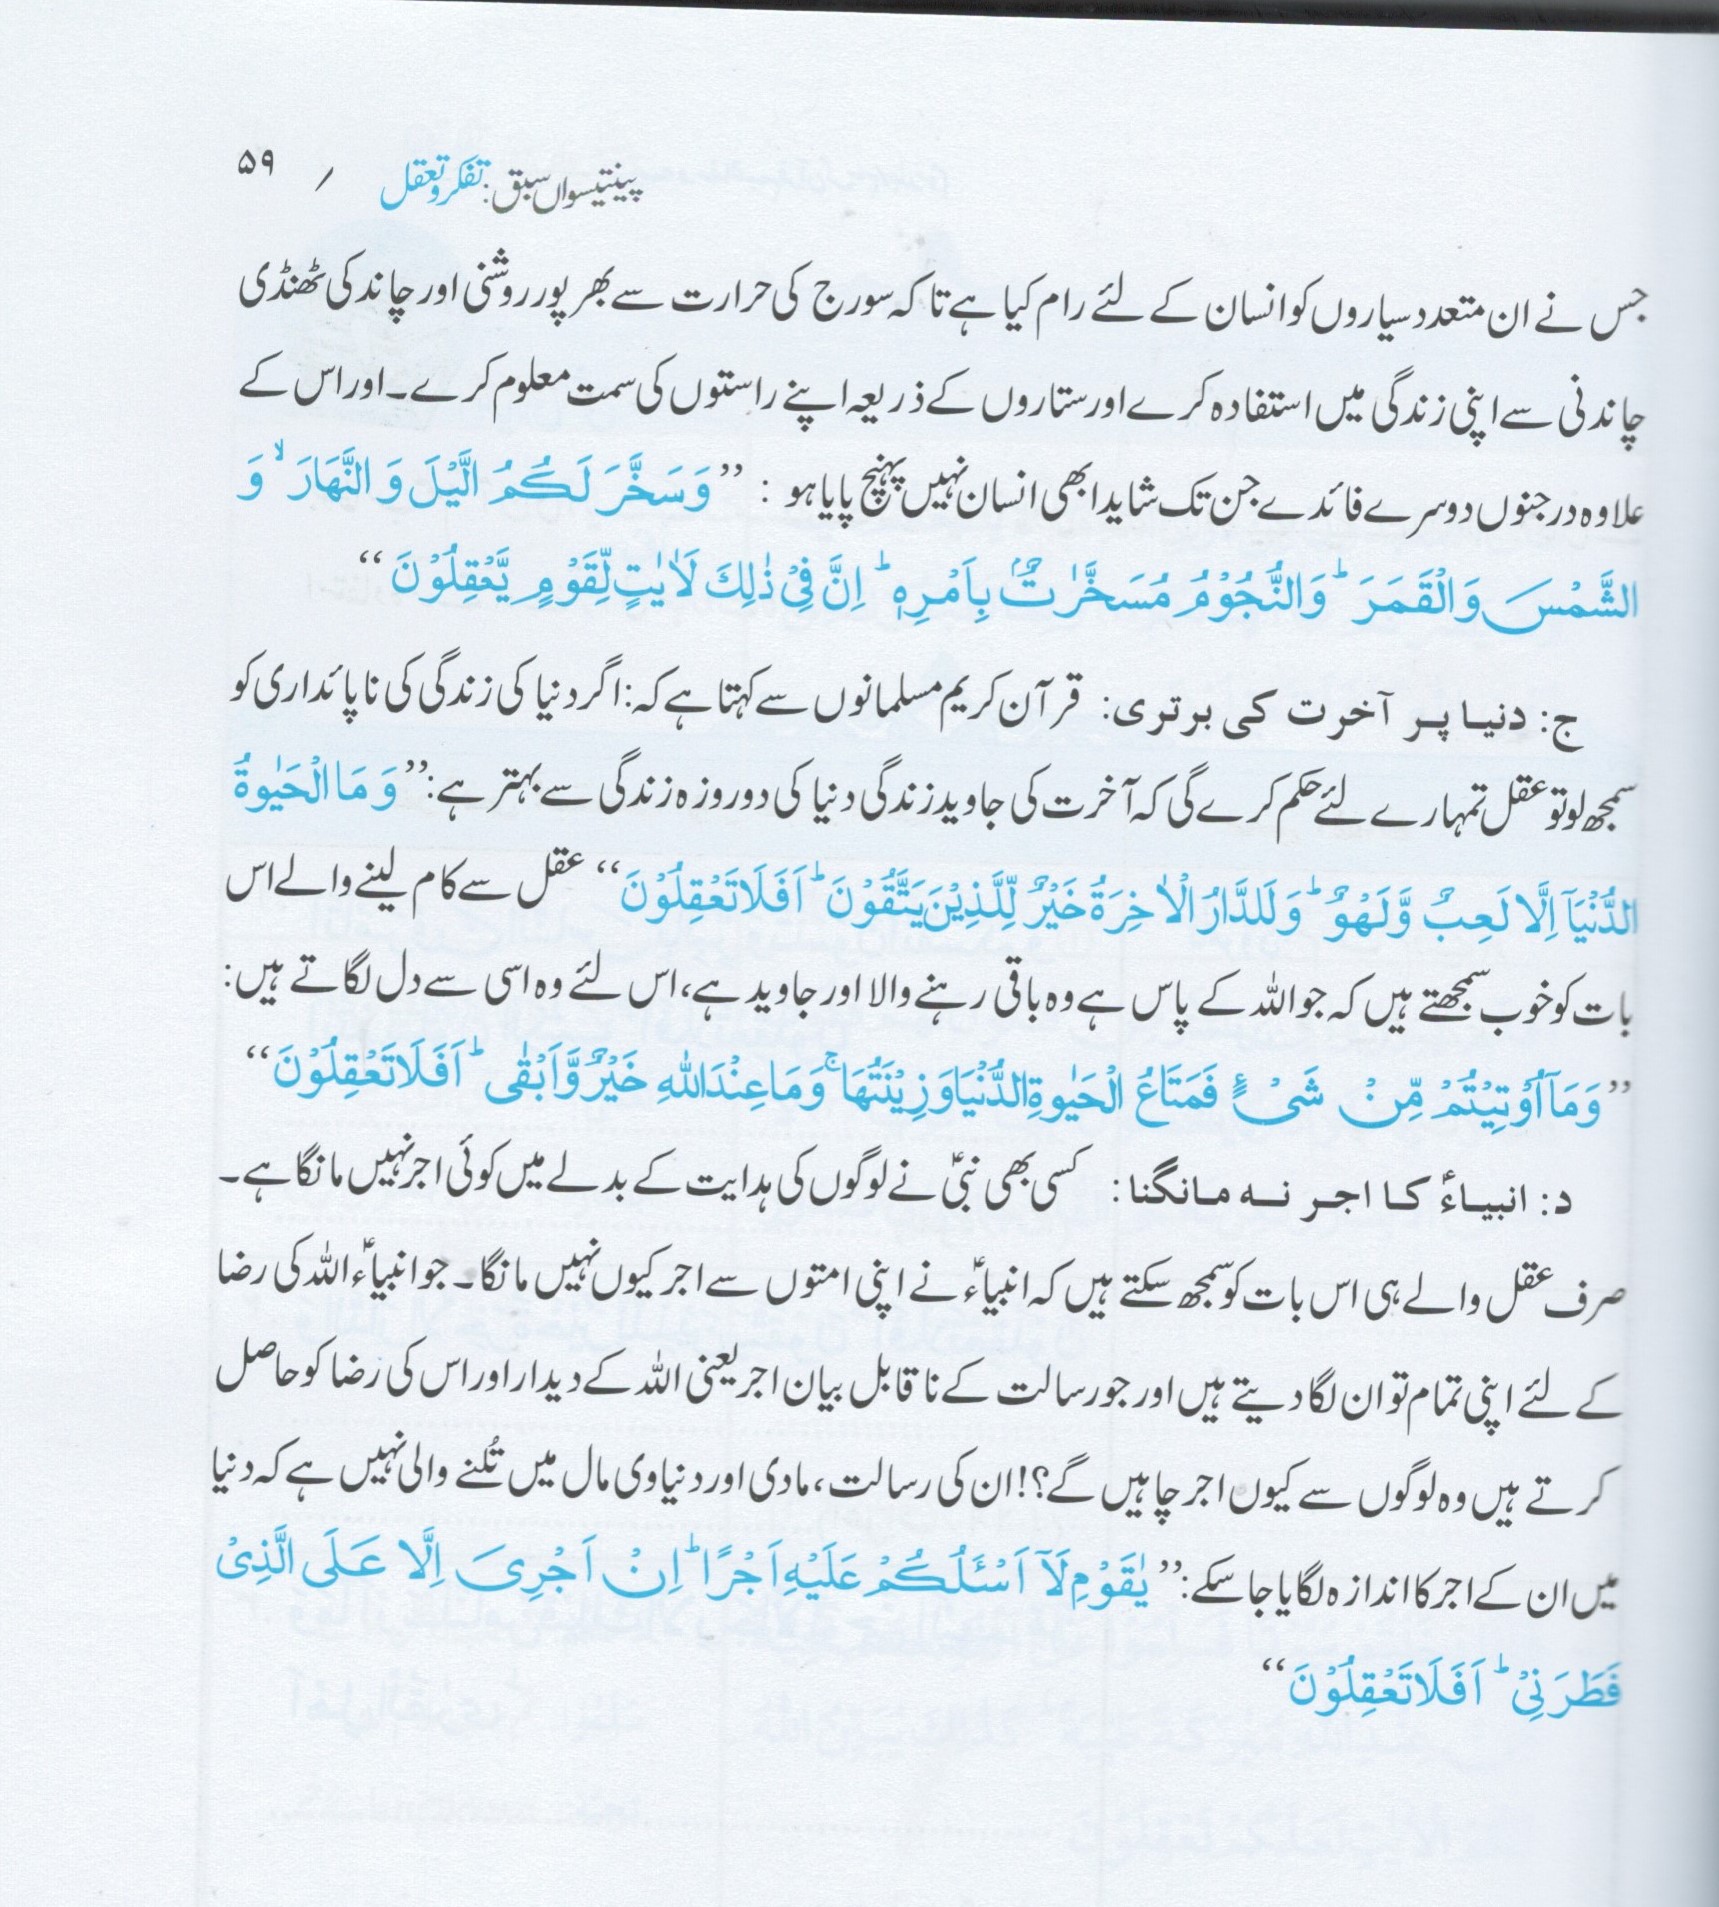 پینتیسواں سبق: تفکر و تعقل / ۵۹
جس نے ان متعدد سیاروں کو انسان کے لئے رام کیا ہے تاکہ سورج کی حرارت سے بھرپور روشنی اور چاند کی ٹھنڈی
چاندنی سے اپنی زندگی میں استفادہ کرے اور ستاروں کے ذریعہ اپنے راستوں کی سمت معلوم کرے۔ اور اس کے
علاوہ درجنوں دوسرے فائدے جن تک شاید ابھی انسان نہیں پہنچ پایا ہو : ”وَسَخَّرَ لَكُمُ الَّيْلَ وَ النَّهَارَ ۙ وَ
الشَّمْسَ وَ الْقَمَرَ ؕ وَالنُّجُوْمُ مُسَخَّرٰتٌۢ بِاَمْرِهٖ ؕ اِنَّ فِيْ ذٰلِكَ لَاٰيٰتٍ لِّقَوْمٍ يَّعْقِلُوْنَ “
ج: دنیا پر آخرت کی برتری: قرآن کریم مسلمانوں سے کہتا ہے کہ: اگر دنیا کی زندگی کی ناپائداری کو
سمجھ لو تو عقل تمہارے لئے حکم کرے گی کہ آخرت کی جاوید زندگی دنیا کی دو روزہ زندگی سے بہتر ہے: ”وَ مَا الْحَيٰوةُ
الدُّنْيَآ اِلَّا لَعِبٌ وَّ لَهْوٌ ؕ وَ لَلدَّارُ الْاٰخِرَةُ خَيْرٌ لِّلَّذِيْنَ يَتَّقُوْنَ ؕ اَفَلَا تَعْقِلُوْنَ “ عقل سے کام لینے والے اس
بات کو خوب سمجھتے ہیں کہ جو اللہ کے پاس ہے وہ باقی رہنے والا اور جاوید ہے، اس لئے وہ اسی سے دل لگاتے ہیں:
”وَ مَآ اُوْتِيْتُمْ مِّنْ شَیْءٍ فَمَتَاعُ الْحَيٰوةِ الدُّنْيَا وَ زِيْنَتُهَا ۚ وَ مَا عِنْدَ اللهِ خَيْرٌ وَّ اَبْقٰى ؕ اَفَلَا تَعْقِلُوْنَ “
د: انبیاءؑ کا اجر نہ مانگنا: کسی بھی نبیؑ نے لوگوں کی ہدایت کے بدلے میں کوئی اجر نہیں مانگا ہے۔
صرف عقل والے ہی اس بات کو سمجھ سکتے ہیں کہ انبیاءؑ نے اپنی امتوں سے اجر کیوں نہیں مانگا۔ جو انبیاءؑ اللہ کی رضا
کے لئے اپنی تمام توان لگا دیتے ہیں اور جو رسالت کے ناقابل بیان اجر یعنی اللہ کے دیدار اور اس کی رضا کو حاصل
کرتے ہیں وہ لوگوں سے کیوں اجر چاہیں گے؟! ان کی رسالت، مادی اور دنیاوی مال میں تُلنے والی نہیں ہے کہ دنیا
میں ان کے اجر کا اندازہ لگایا جا سکے: ”يٰقَوْمِ لَآ اَسْئَلُكُمْ عَلَيْهِ اَجْرًا ؕ اِنْ اَجْرِیَ اِلَّا عَلَى الَّذِيْ
فَطَرَنِيْ ؕ اَفَلَا تَعْقِلُوْنَ “